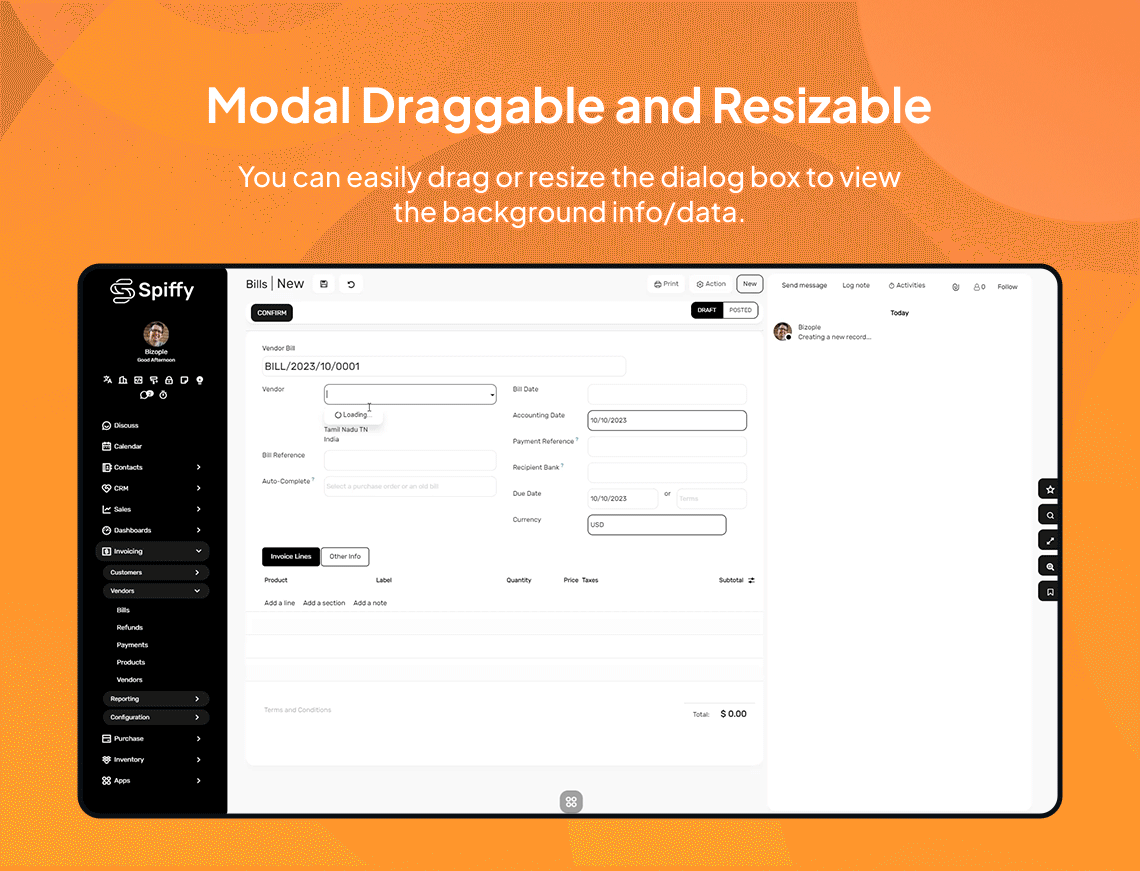 Modal Draggable and Resizable
You can easily drag or resize the dialog box to view
the background info/data.
Spiffy
Bizople
Good Afternoon
2
Discuss
Calendar
Contacts
CRM
Sales
Dashboards
Invoicing
Customers
Vendors
Bills
Refunds
Payments
Products
Vendors
Reporting
Configuration
Purchase
Inventory
Apps
Bills | New
Print
Action
New
CONFIRM
DRAFT
POSTED
Vendor Bill
BILL/2023/10/0001
Vendor
Loading...
Tamil Nadu TN
India
Bill Reference
Auto-Complete ?
Select a purchase order or an old bill
Bill Date
Accounting Date
10/10/2023
Payment Reference ?
Recipient Bank ?
Due Date
10/10/2023
or
Terms
Currency
USD
Invoice Lines
Other Info
Product
Label
Quantity
Price
Taxes
Subtotal
Add a line
Add a section
Add a note
Terms and Conditions
Total:
$ 0.00
Send message
Log note
Activities
0
Follow
Today
Bizople
Creating a new record...